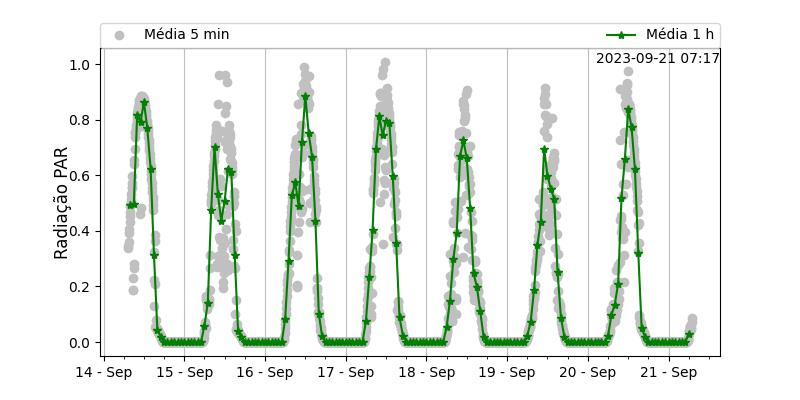 Média 5 min
Média 1 h
2023-09-21 07:17
Radiação PAR
1.0
0.8
0.6
0.4
0.2
0.0
14 - Sep
15 - Sep
16 - Sep
17 - Sep
18 - Sep
19 - Sep
20 - Sep
21 - Sep